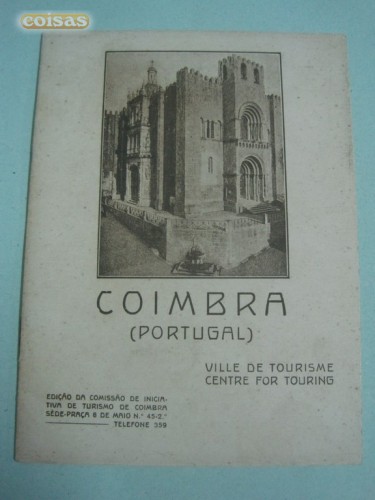 coisas
COIMBRA
(PORTUGAL)
VILLE DE TOURISME
CENTRE FOR TOURING
EDIÇÃO DA COMISSÃO DE INICIA-
TIVA DE TURISMO DE COIMBRA
SÉDE-PRAÇA 8 DE MAIO N.º 45-2.º
TELEFONE 399